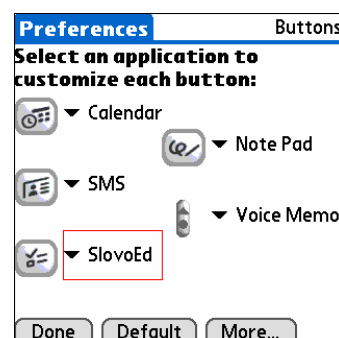 Preferences Buttons
Select an application to
customize each button:
Calendar
Note Pad
SMS
Voice Memo
SlovoEd
Done Default More...